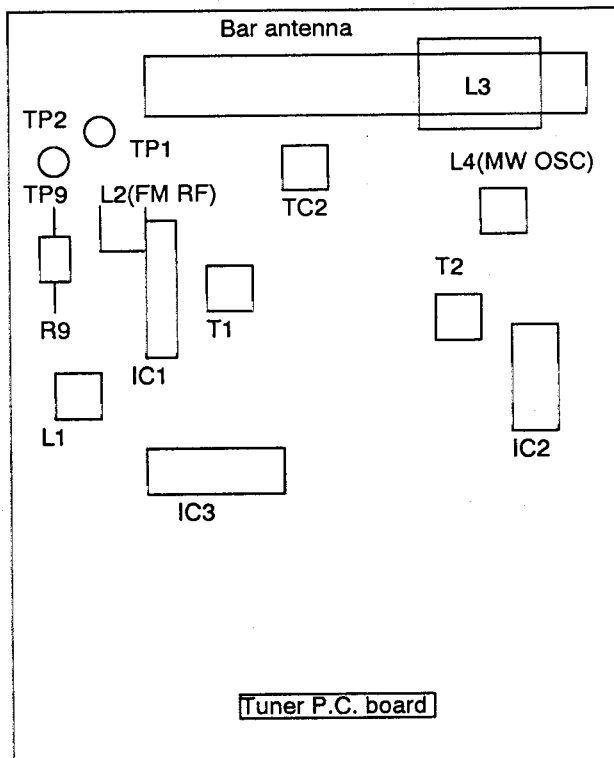 Bar antenna
L3
TP2
TP1
TP9
L2(FM RF)
TC2
L4(MW OSC)
T2
R9
T1
IC1
L1
IC2
IC3
Tuner P.C. board